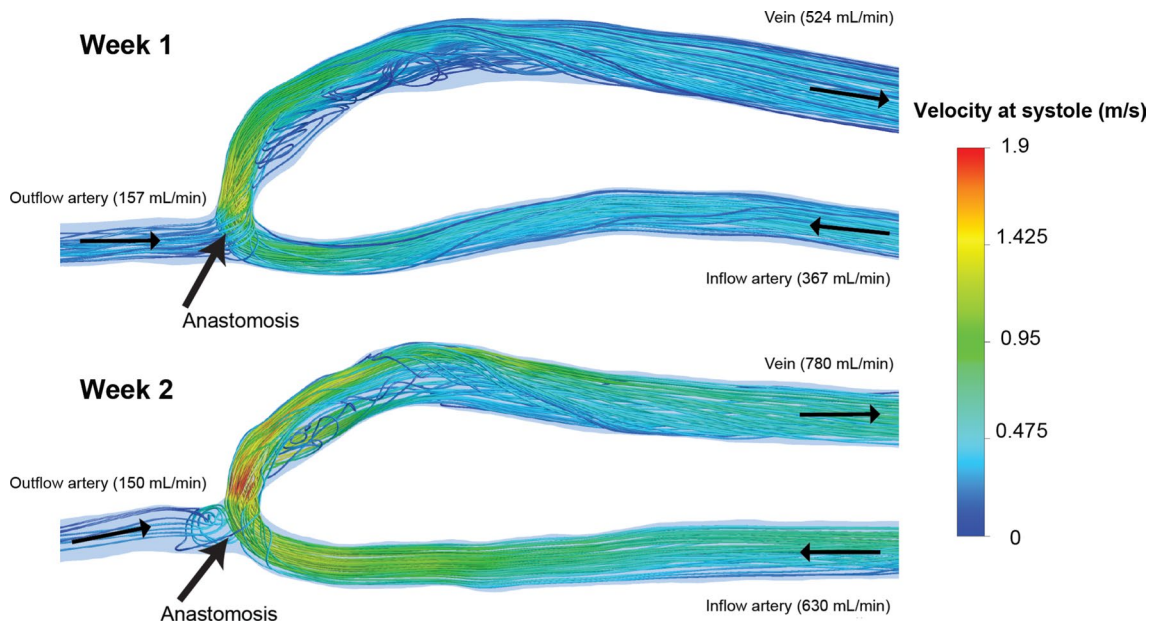 Week 1
Vein (524 mL/min)
Velocity at systole (m/s)
1.9
1.425
0.95
0.475
0
Outflow artery (157 mL/min)
Inflow artery (367 mL/min)
Anastomosis
Week 2
Vein (780 mL/min)
Outflow artery (150 mL/min)
Inflow artery (630 mL/min)
Anastomosis